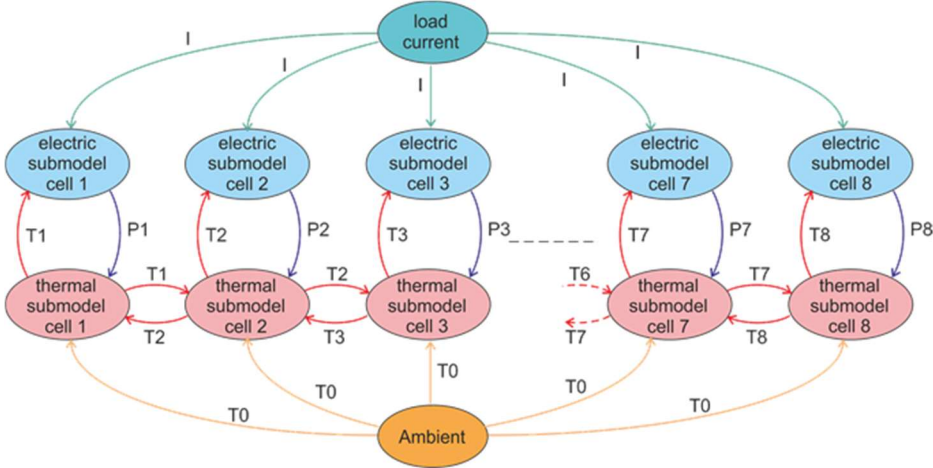 load
current
I
I
I
I
I
electric
submodel
cell 1
electric
submodel
cell 2
electric
submodel
cell 3
electric
submodel
cell 7
electric
submodel
cell 8
T1
P1
T2
P2
T3
P3
T7
P7
T8
P8
thermal
submodel
cell 1
T1
T2
thermal
submodel
cell 2
T2
T3
thermal
submodel
cell 3
T6
T7
thermal
submodel
cell 7
T7
T8
thermal
submodel
cell 8
T0
T0
T0
T0
T0
Ambient